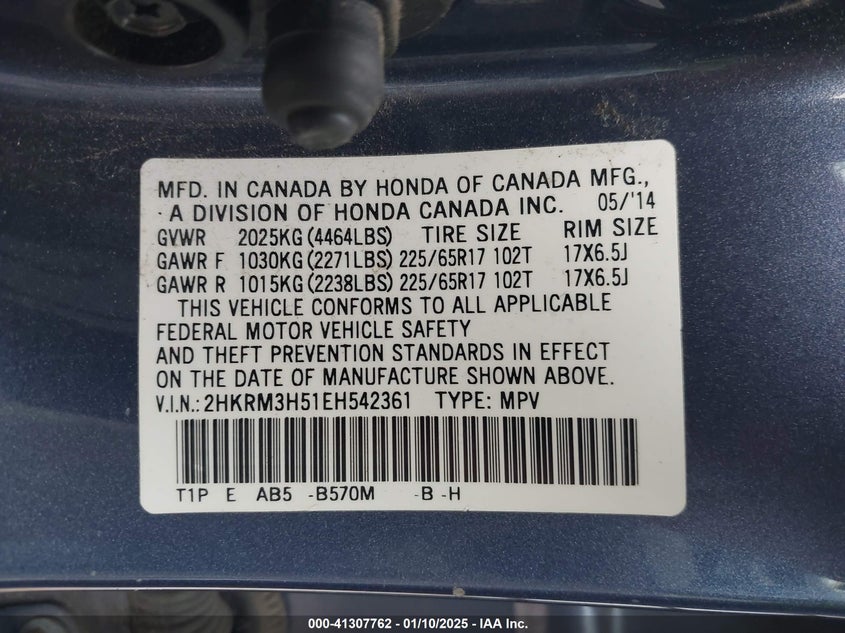 MFD. IN CANADA BY HONDA OF CANADA MFG.,
A DIVISION OF HONDA CANADA INC. 05/'14
GVWR 2025KG (4464LBS) TIRE SIZE RIM SIZE
GAWR F 1030KG (2271LBS) 225/65R17 102T 17X6.5J
GAWR R 1015KG (2238LBS) 225/65R17 102T 17X6.5J
THIS VEHICLE CONFORMS TO ALL APPLICABLE
FEDERAL MOTOR VEHICLE SAFETY
AND THEFT PREVENTION STANDARDS IN EFFECT
ON THE DATE OF MANUFACTURE SHOWN ABOVE.
V.I.N.: 2HKRM3H51EH542361 TYPE: MPV
T1P E AB5 -B570M -B -H
000-41307762 - 01/10/2025 - IAA Inc.